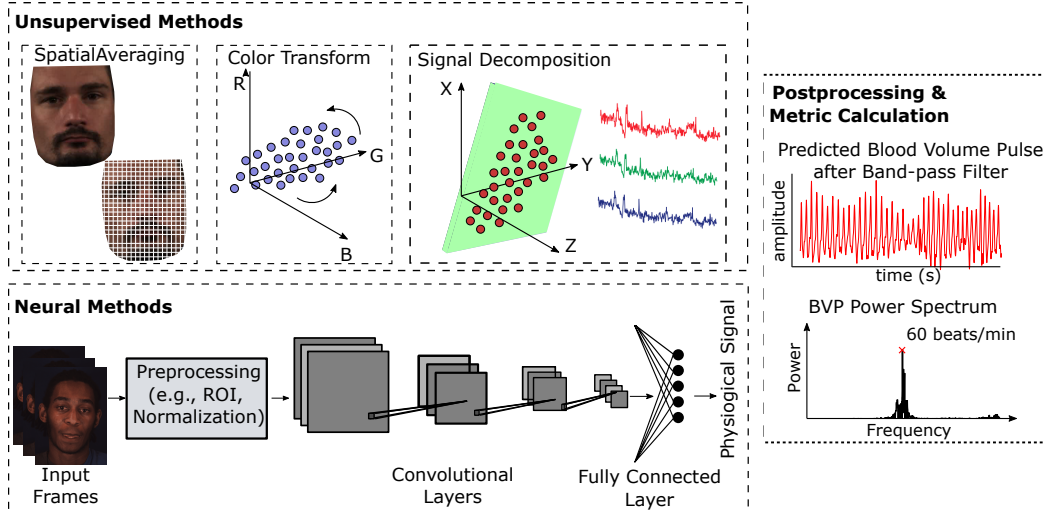 Unsupervised Methods
SpatialAveraging
Color Transform
R
G
B
Signal Decomposition
X
Y
Z
Neural Methods
Preprocessing
(e.g., ROI,
Normalization)
Input
Frames
Convolutional
Layers
Fully Connected
Layer
Physiogical Signal
Postprocessing &
Metric Calculation
Predicted Blood Volume Pulse
after Band-pass Filter
amplitude
time (s)
BVP Power Spectrum
60 beats/min
Power
Frequency